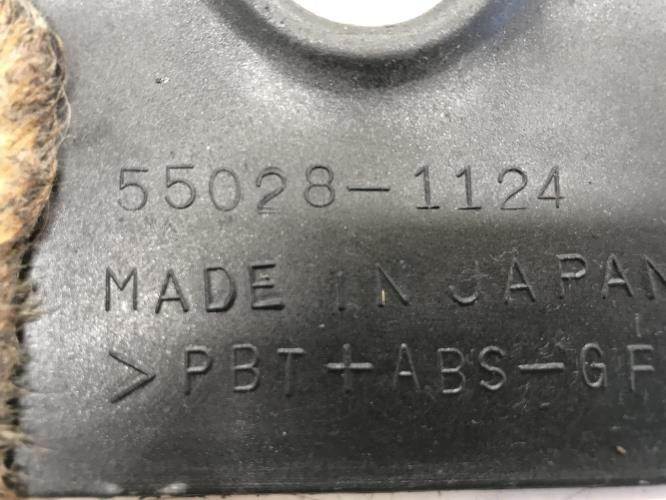 55028-1124
MADE IN JAPAN
>PBT+ABS-GF